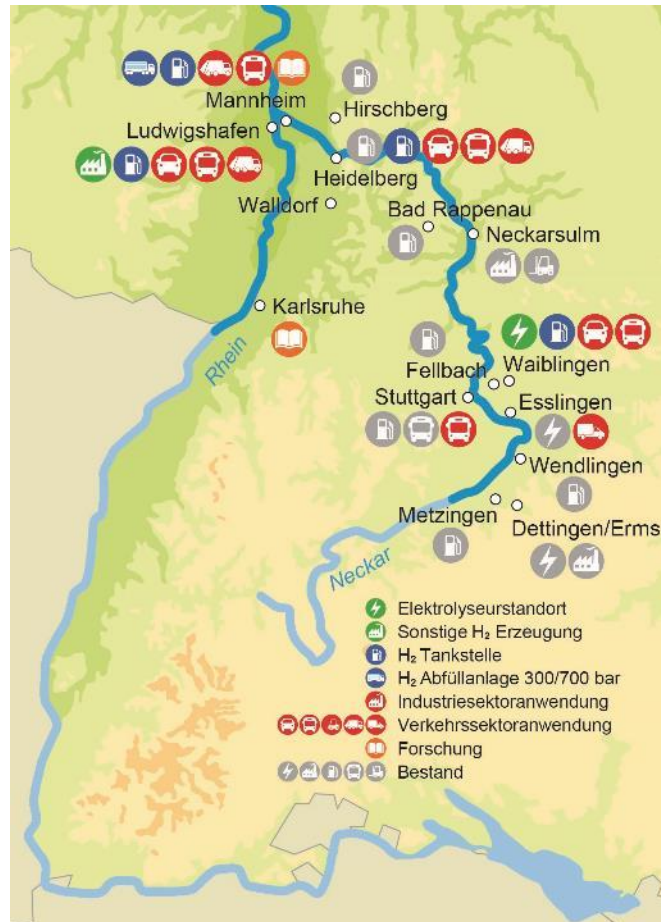 Mannheim
Hirschberg
Ludwigshafen
Heidelberg
Walldorf
Bad Rappenau
Neckarsulm
Karlsruhe
Rhein
Fellbach
Waiblingen
Stuttgart
Esslingen
Wendlingen
Metzingen
Dettingen/Erms
Neckar
Elektrolyseurstandort
Sonstige H₂ Erzeugung
H₂ Tankstelle
H₂ Abfüllanlage 300/700 bar
Industriesektoranwendung
Verkehrssektoranwendung
Forschung
Bestand